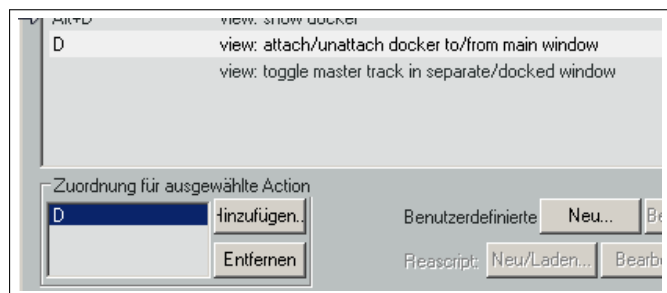 Alt+D view: show docker
D view: attach/unattach docker to/from main window
view: toggle master track in separate/docked window
Zuordnung für ausgewählte Action
D
Hinzufügen..
Benutzerdefinierte Neu...
Entfernen
Reascript: Neu/Laden...